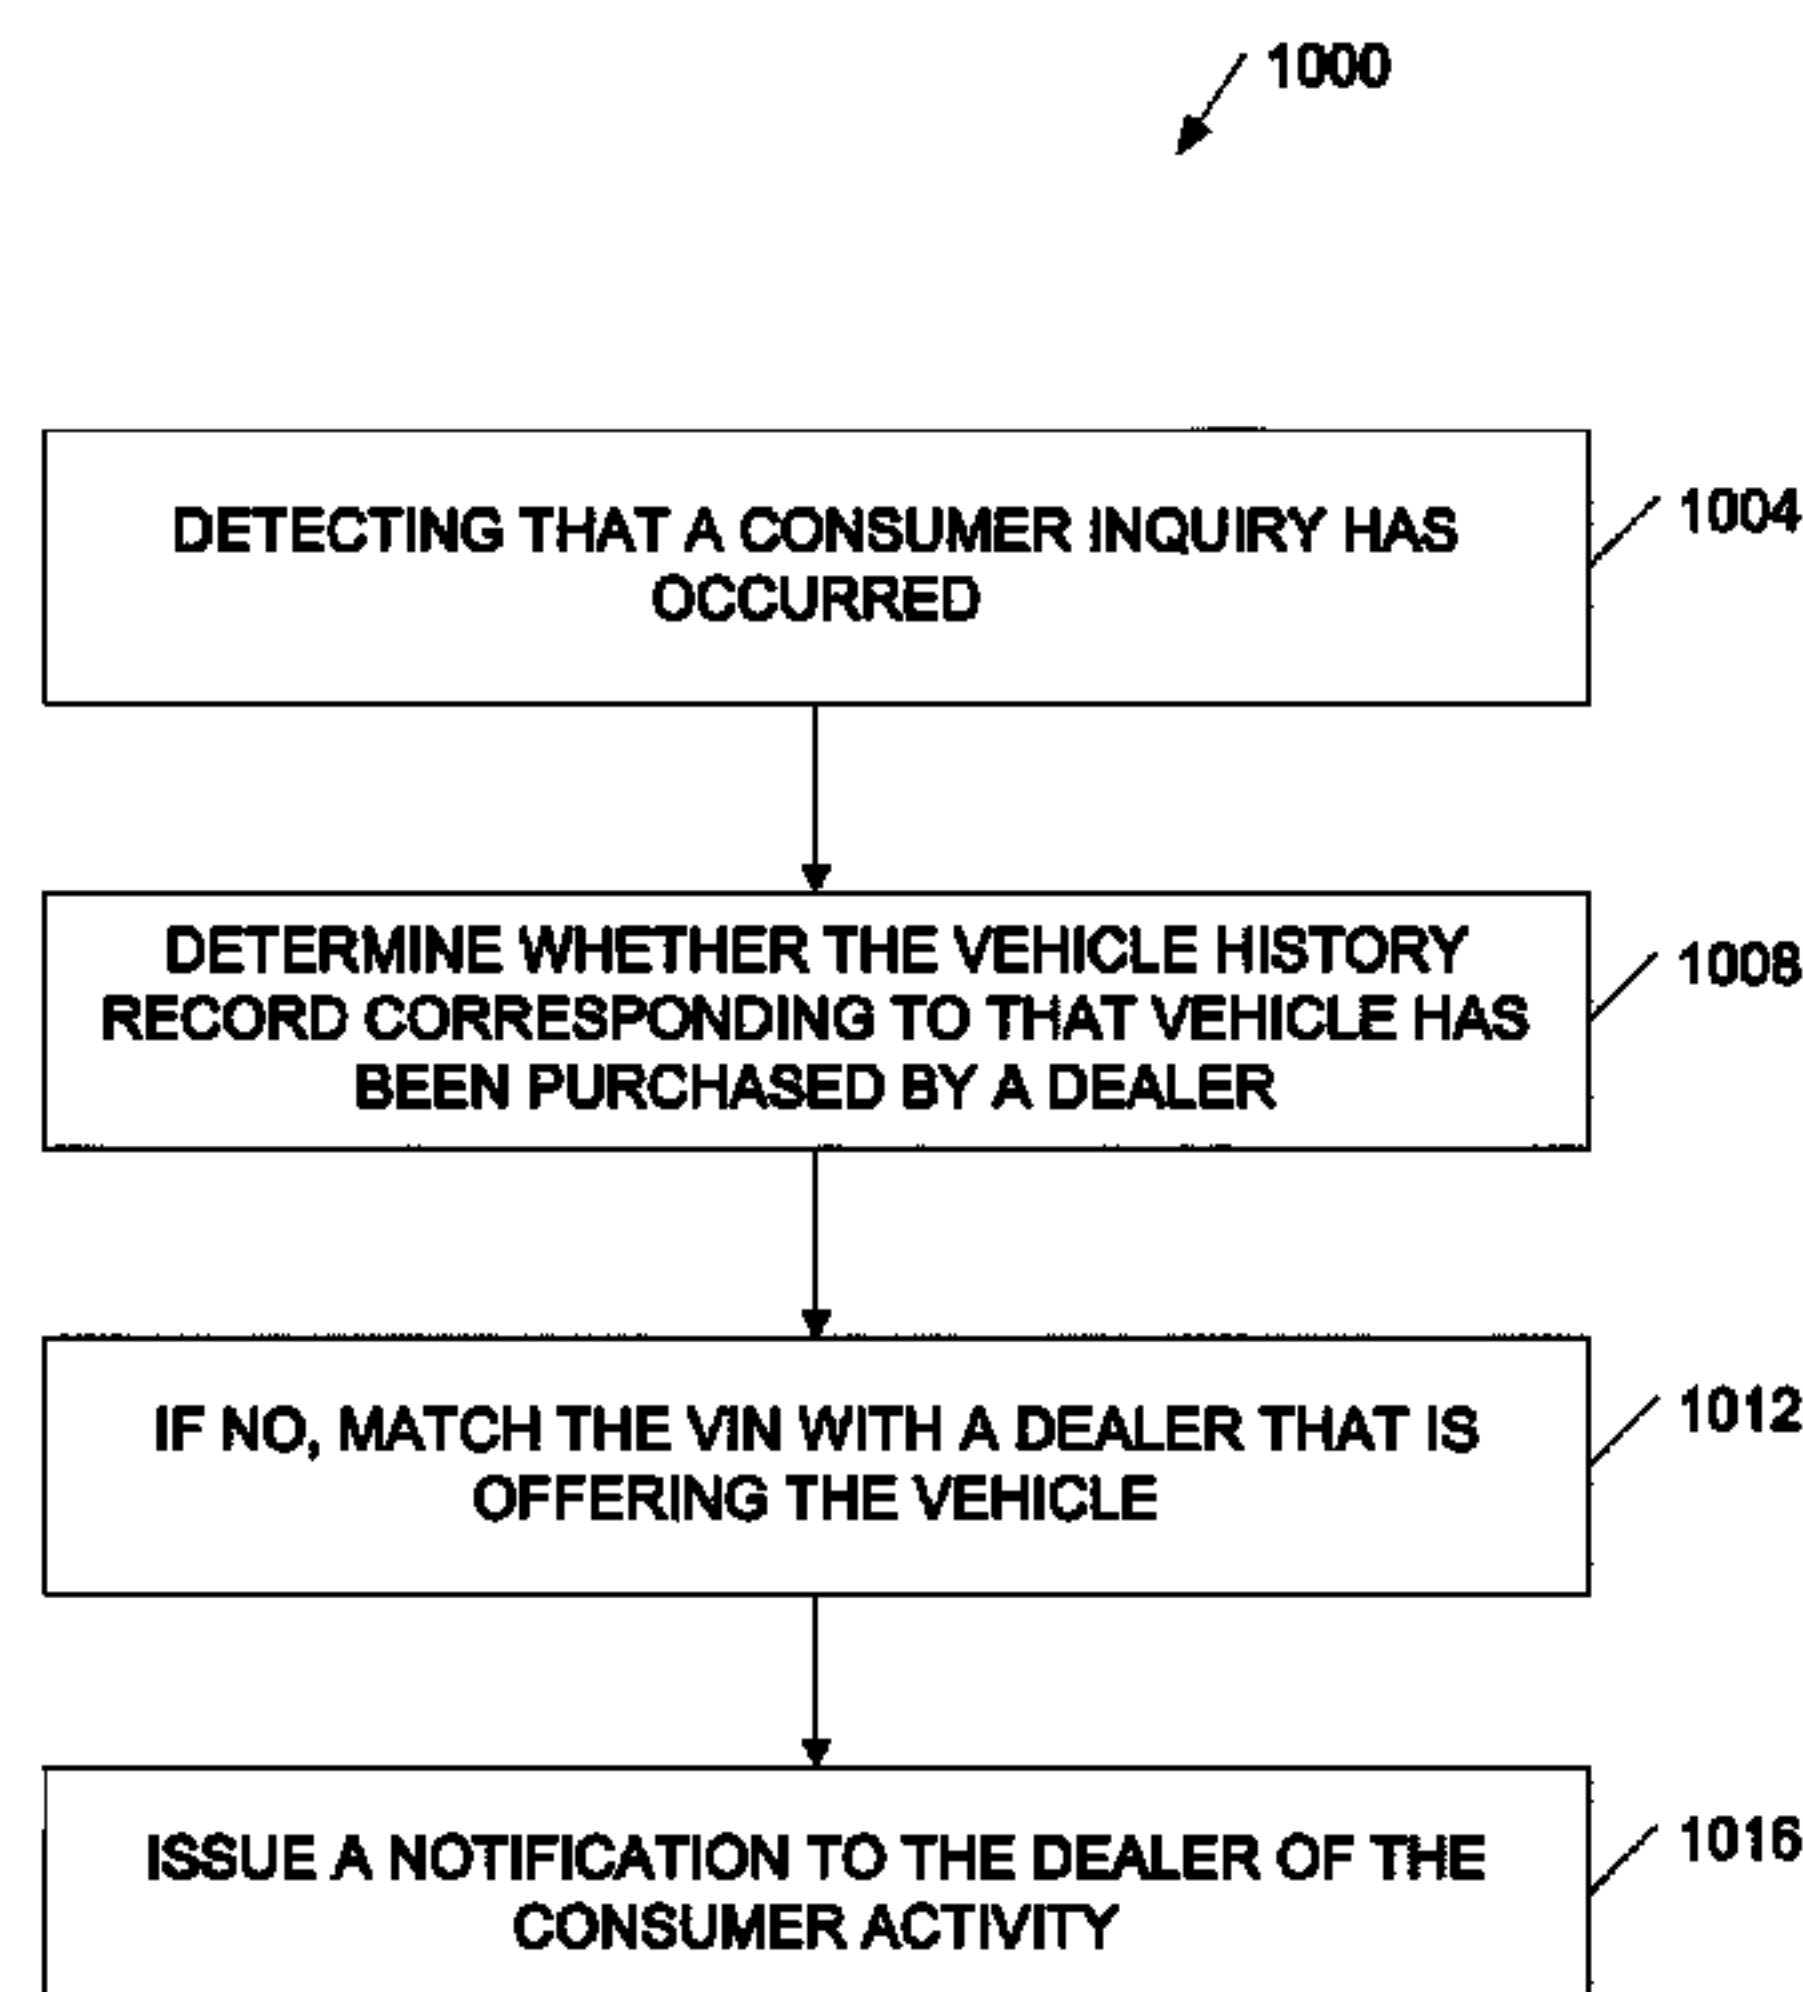 1000
DETECTING THAT A CONSUMER INQUIRY HAS
OCCURRED
1004
DETERMINE WHETHER THE VEHICLE HISTORY
RECORD CORRESPONDING TO THAT VEHICLE HAS
BEEN PURCHASED BY A DEALER
1008
IF NO, MATCH THE VIN WITH A DEALER THAT IS
OFFERING THE VEHICLE
1012
ISSUE A NOTIFICATION TO THE DEALER OF THE
CONSUMER ACTIVITY
1016